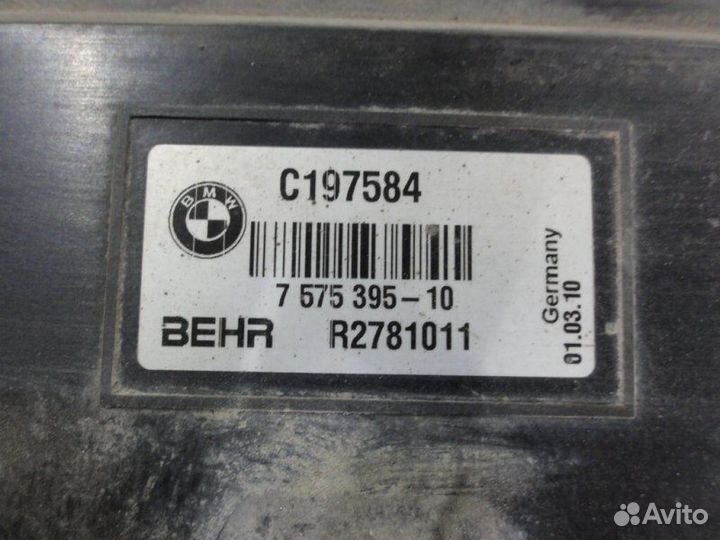 BMW
C197584
7 575 395-10
BEHR R2781011
Germany
01.03.10
Avito